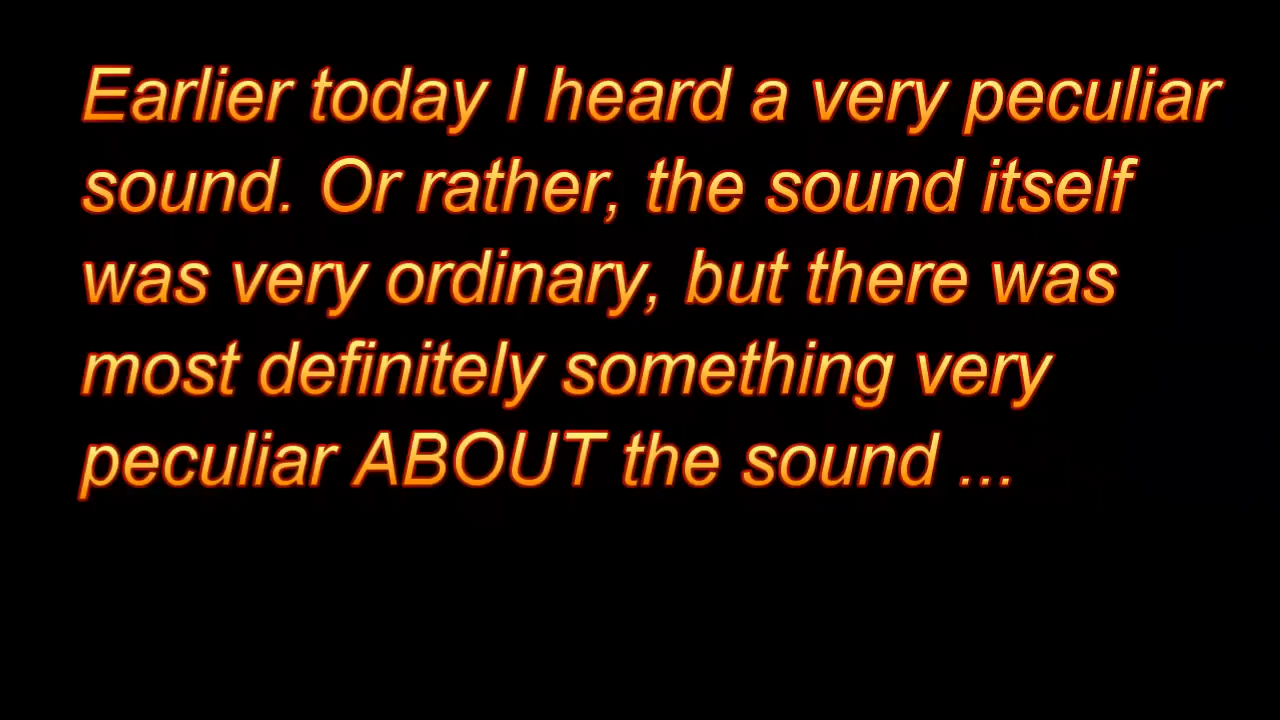 Earlier today I heard a very peculiar
sound. Or rather, the sound itself
was very ordinary, but there was
most definitely something very
peculiar ABOUT the sound ...